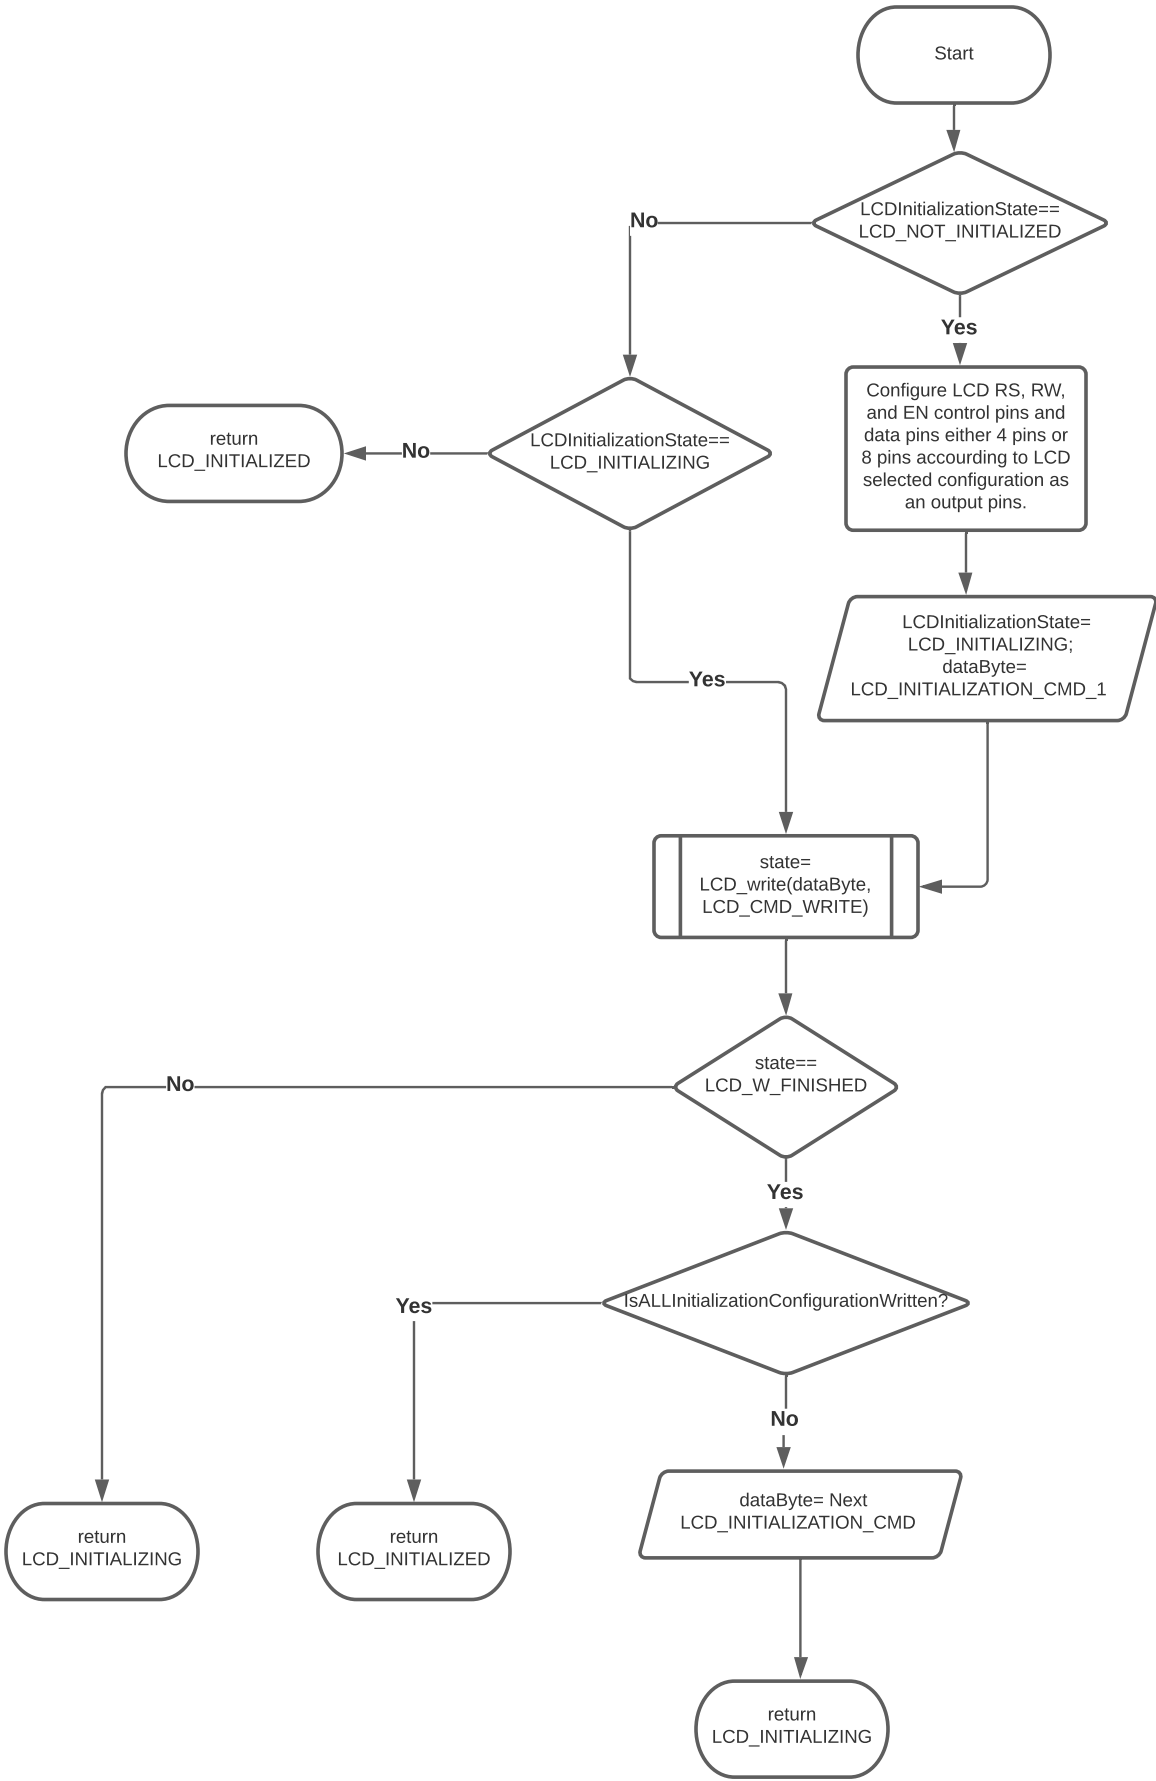 Start
LCDInitializationState==
LCD_NOT_INITIALIZED
No
Yes
Configure LCD RS, RW,
and EN control pins and
data pins either 4 pins or
8 pins accourding to LCD
selected configuration as
an output pins.
LCDInitializationState==
LCD_INITIALIZING
No
return
LCD_INITIALIZED
LCDInitializationState=
LCD_INITIALIZING;
dataByte=
LCD_INITIALIZATION_CMD_1
Yes
state=
LCD_write(dataByte,
LCD_CMD_WRITE)
state==
LCD_W_FINISHED
No
Yes
IsALLInitializationConfigurationWritten?
Yes
No
dataByte= Next
LCD_INITIALIZATION_CMD
return
LCD_INITIALIZING
return
LCD_INITIALIZED
return
LCD_INITIALIZING